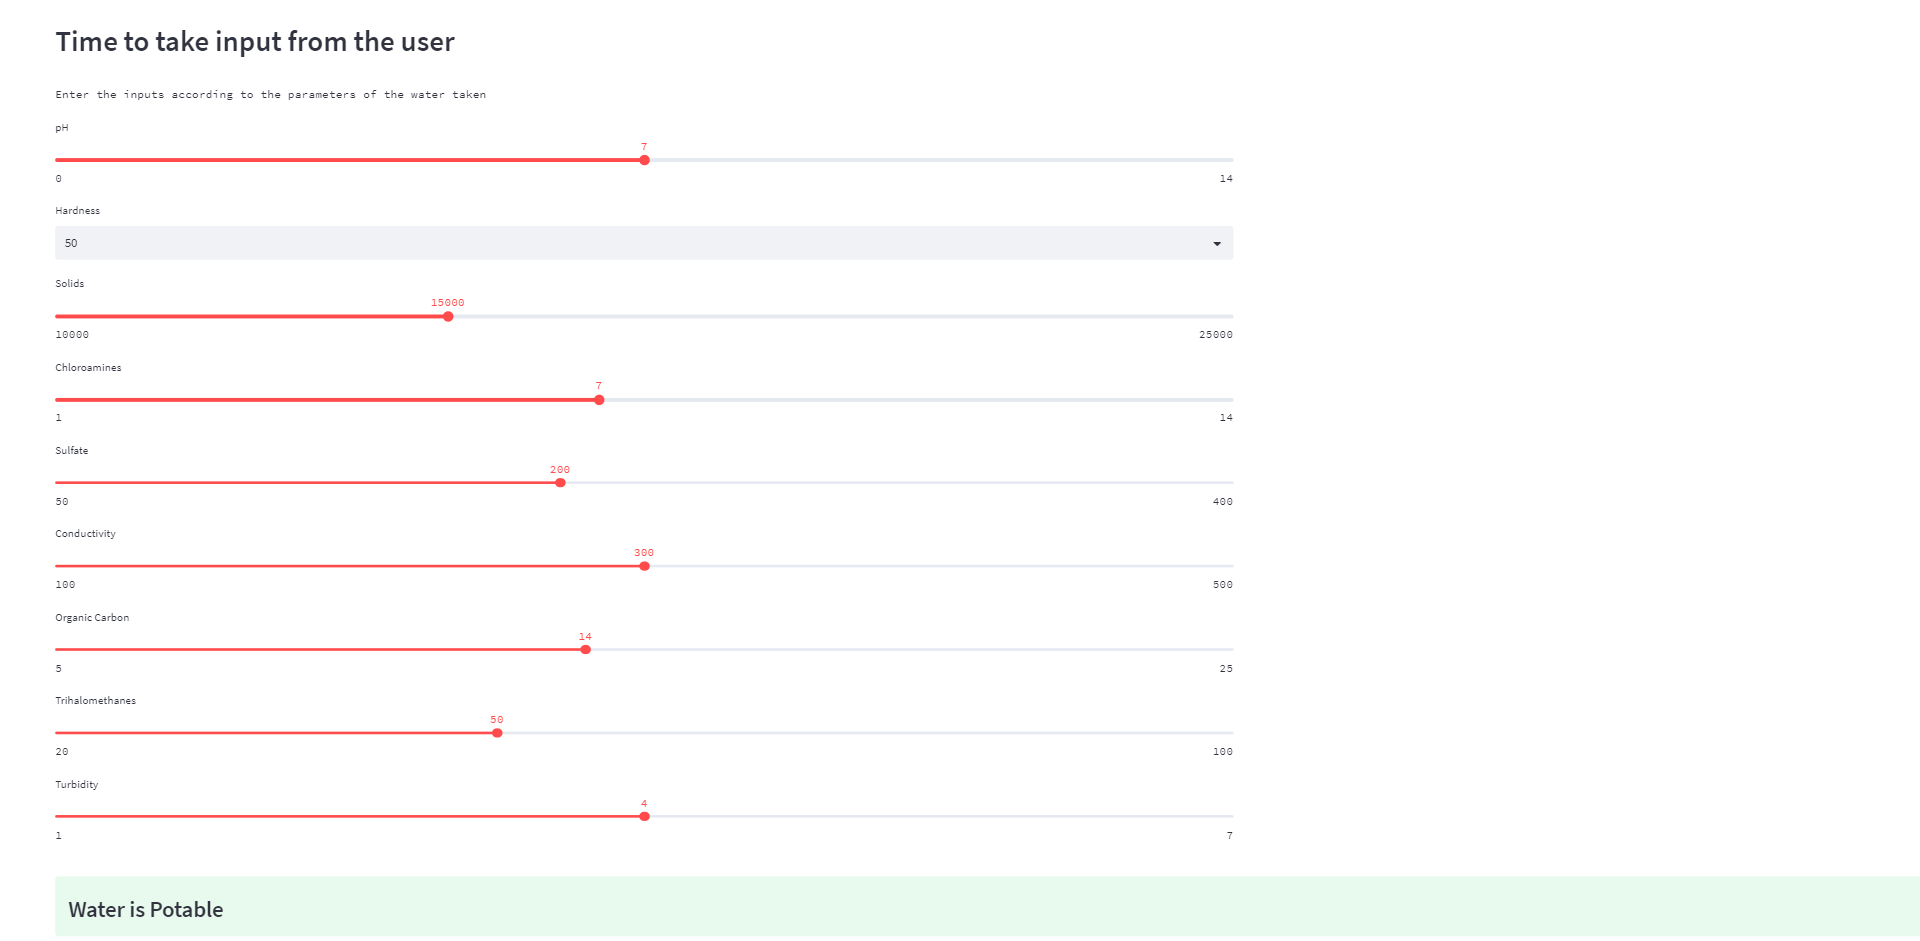 Time to take input from the user
Enter the inputs according to the parameters of the water taken
pH
7
0 14
Hardness
50
Solids
15000
10000 25000
Chloroamines
7
1 14
Sulfate
200
50 400
Conductivity
300
100 500
Organic Carbon
14
5 25
Trihalomethanes
50
20 100
Turbidity
4
1 7
Water is Potable